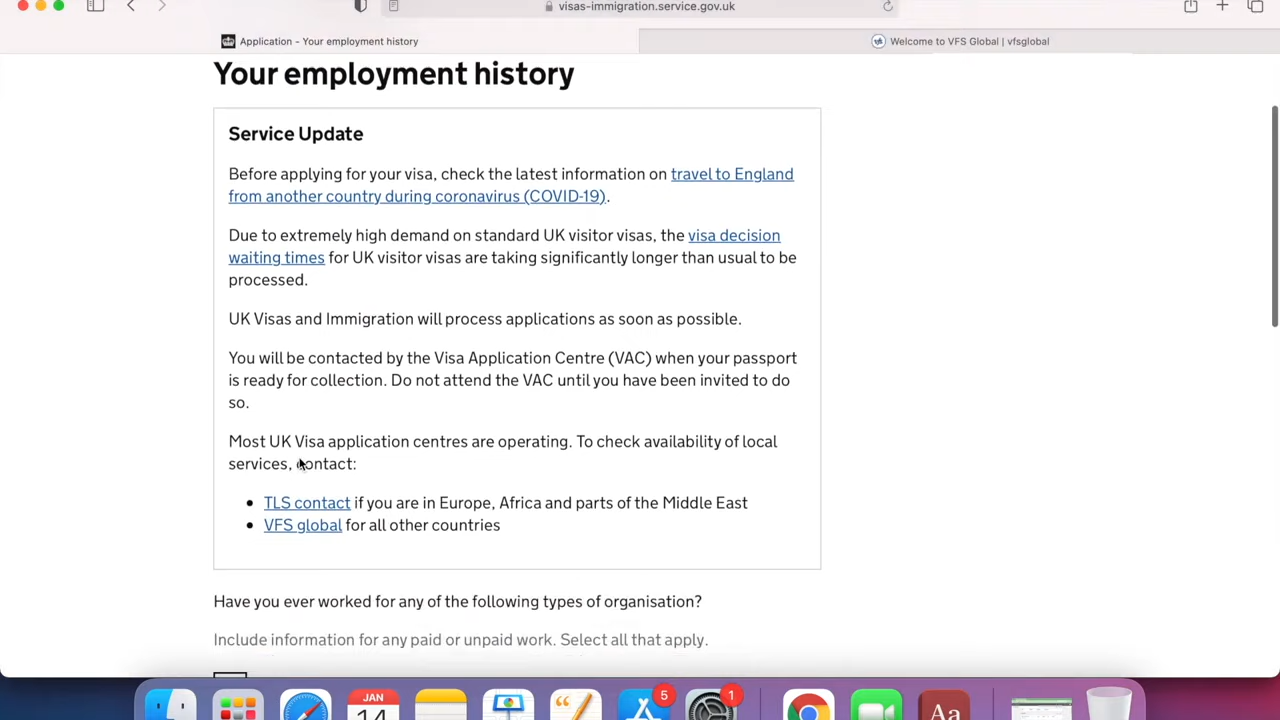 visas-immigration.service.gov.uk
Application - Your employment history
Welcome to VFS Global | vfsglobal
Your employment history
Service Update
Before applying for your visa, check the latest information on travel to England
from another country during coronavirus (COVID-19).
Due to extremely high demand on standard UK visitor visas, the visa decision
waiting times for UK visitor visas are taking significantly longer than usual to be
processed.
UK Visas and Immigration will process applications as soon as possible.
You will be contacted by the Visa Application Centre (VAC) when your passport
is ready for collection. Do not attend the VAC until you have been invited to do
so.
Most UK Visa application centres are operating. To check availability of local
services, contact:
• TLS contact if you are in Europe, Africa and parts of the Middle East
• VFS global for all other countries
Have you ever worked for any of the following types of organisation?
Include information for any paid or unpaid work. Select all that apply.
JAN
14
5
1
Aa